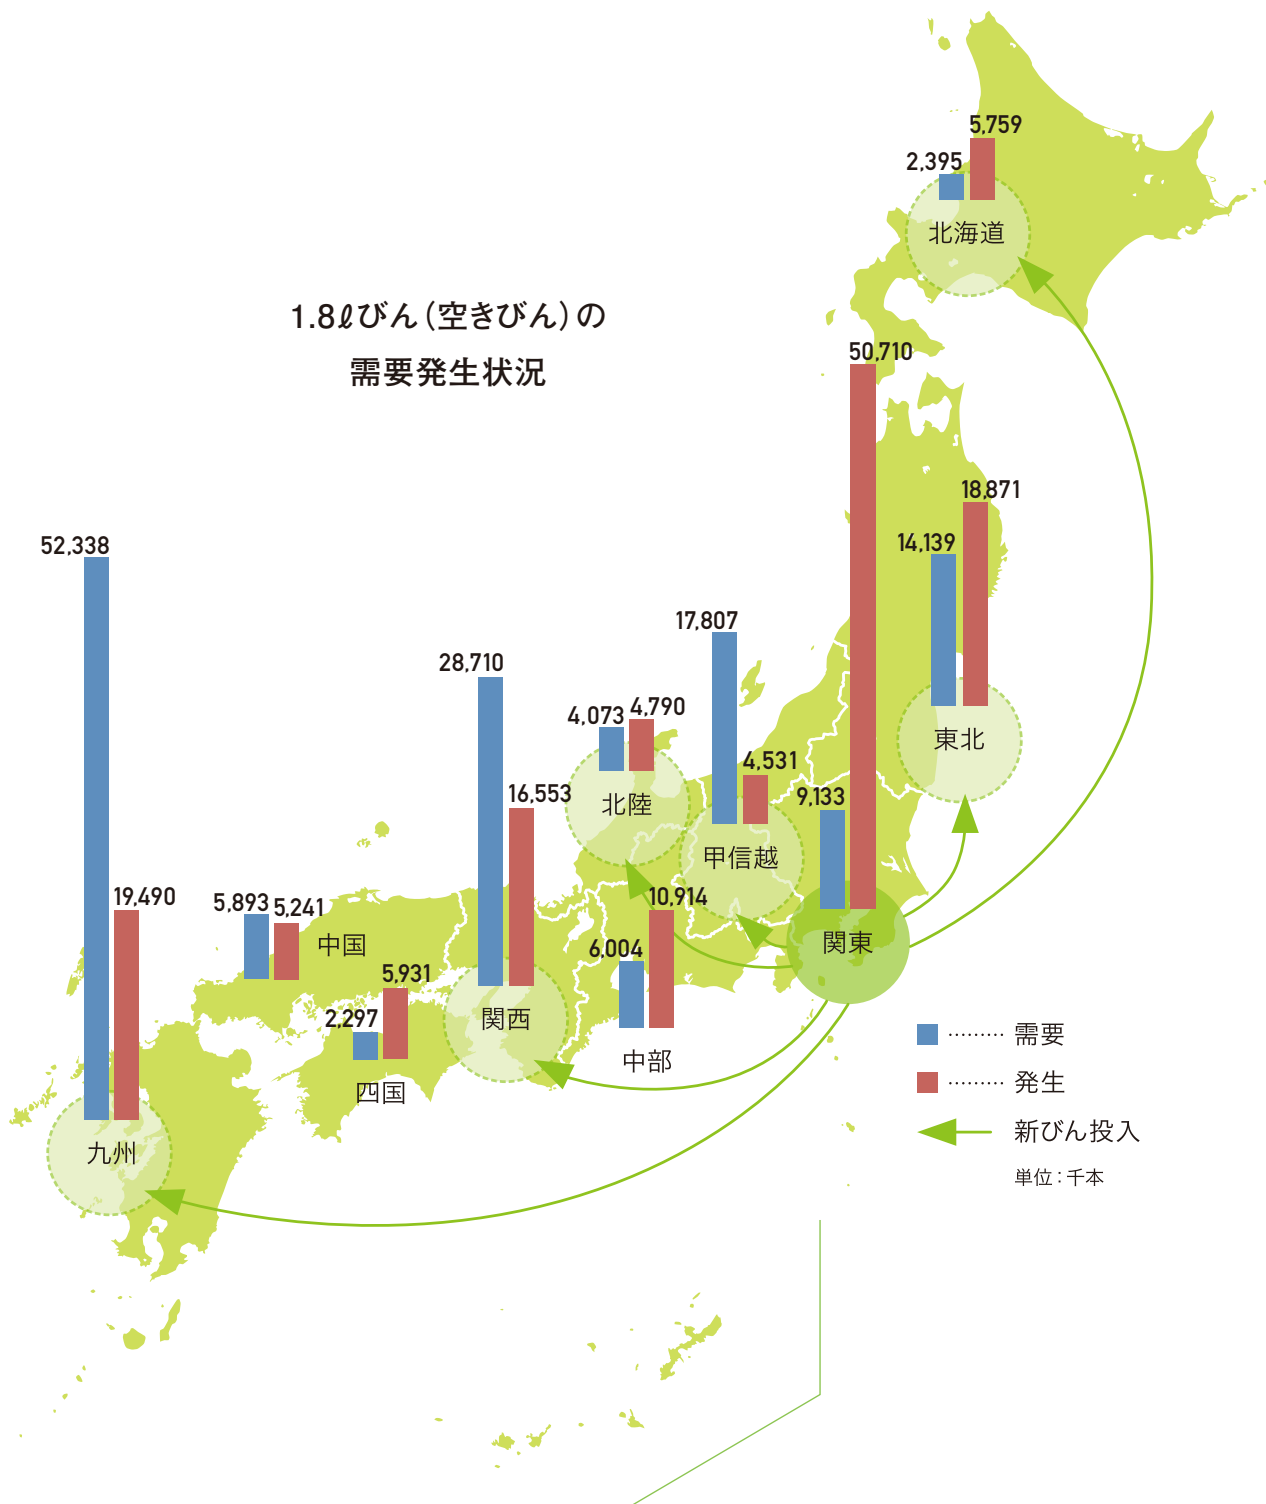 1.8ℓびん（空きびん）の
需要発生状況
5,759
2,395
北海道
50,710
18,871
14,139
東北
52,338
19,490
九州
28,710
16,553
関西
4,073
4,790
北陸
17,807
4,531
甲信越
9,133
関東
5,893
5,241
中国
5,931
2,297
四国
10,914
6,004
中部
……… 需要
……… 発生
新びん投入
単位：千本